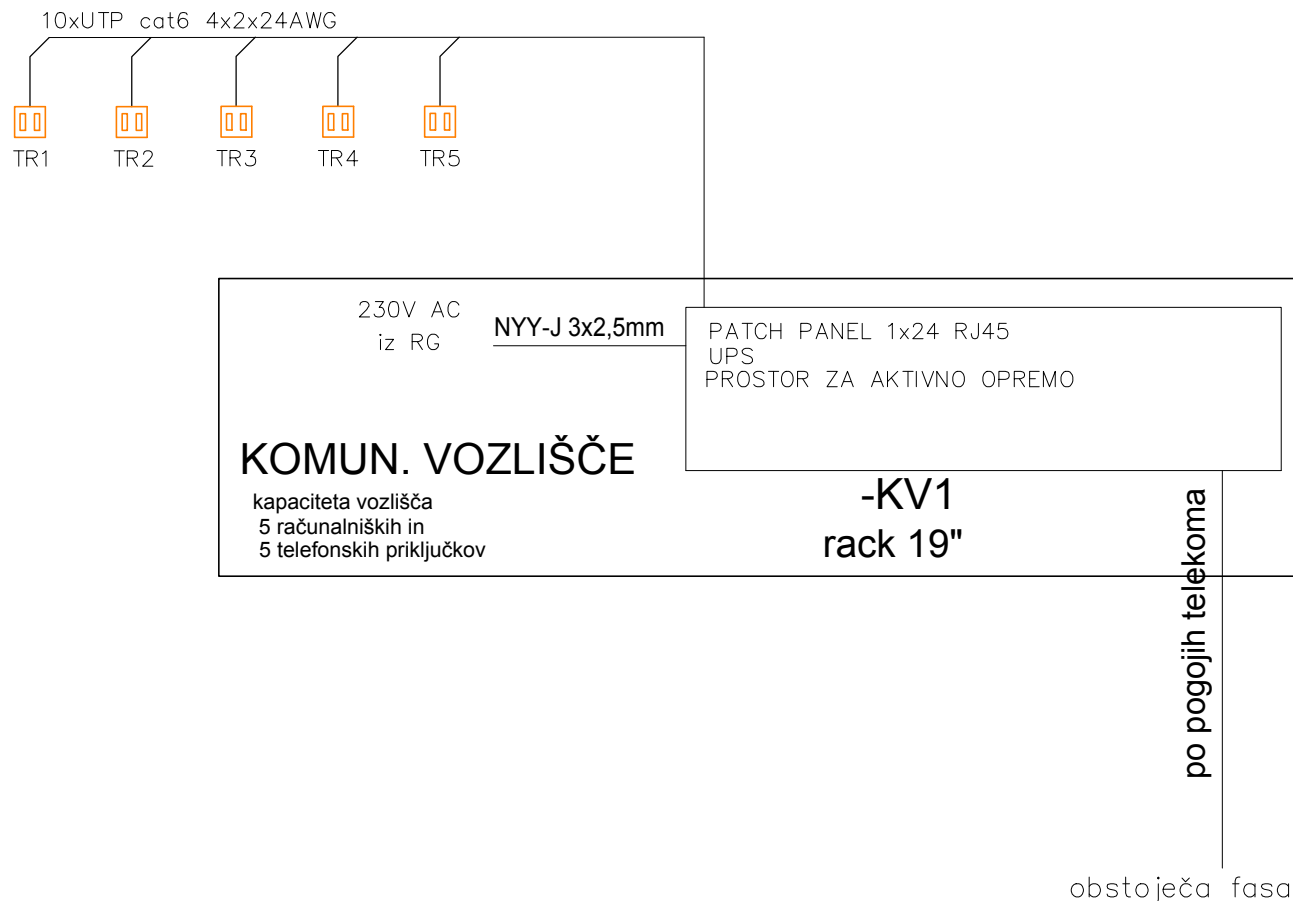 10xUTP cat6 4x2x24AWG
TR1
TR2
TR3
TR4
TR5
230V AC
iz RG
NYY-J 3x2,5mm
PATCH PANEL 1x24 RJ45
UPS
PROSTOR ZA AKTIVNO OPREMO
KOMUN. VOZLIŠČE
kapaciteta vozlišča
5 računalniških in
5 telefonskih priključkov
-KV1
rack 19"
po pogojih telekoma
obstoječa fasa